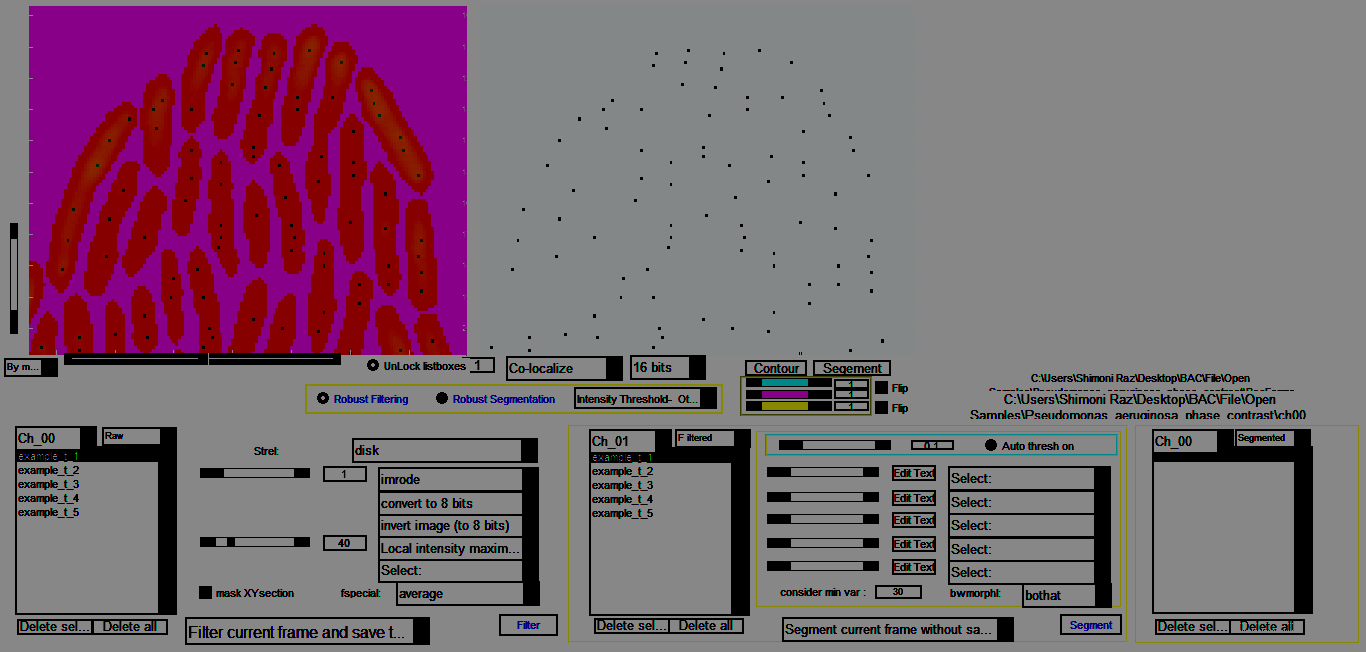 By m...
UnLock listboxes
1
Co-localize
16 bits
Contour
Segement
1
Flip
1
1
Flip
C:\Users\Shimoni Raz\Desktop\BAC\File\Open
C:\Users\Shimoni Raz\Desktop\BAC\File\Open
Samples\Pseudomonas_aeruginosa_phase_contrast\ch00
Robust Filtering
Robust Segmentation
Intensity Threshold- Ot...
Ch_00
Raw
example_t_1
example_t_2
example_t_3
example_t_4
example_t_5
Delete sel...
Delete all
Stret
1
40
disk
imrode
convert to 8 bits
invert image (to 8 bits)
Local intensity maxim...
Select:
mask XYsection
fspecial:
average
Filter current frame and save t...
Filter
Ch_01
Filtered
example_t_1
example_t_2
example_t_3
example_t_4
example_t_5
Delete sel...
Delete all
0.1
Auto thresh on
Edit Text
Select:
Edit Text
Select:
Edit Text
Select:
Edit Text
Select:
Edit Text
Select:
consider min var :
30
bwmorphl:
bothat
Segment current frame without sa...
Segment
Ch_00
Segmented
Delete sel...
Delete all